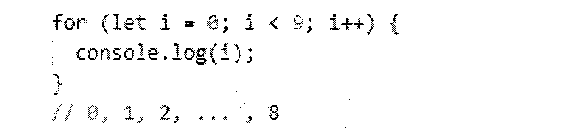 for (let i = 0; i < 9; i++) {
  console.log(i);
}
// 0, 1, 2, ... , 8